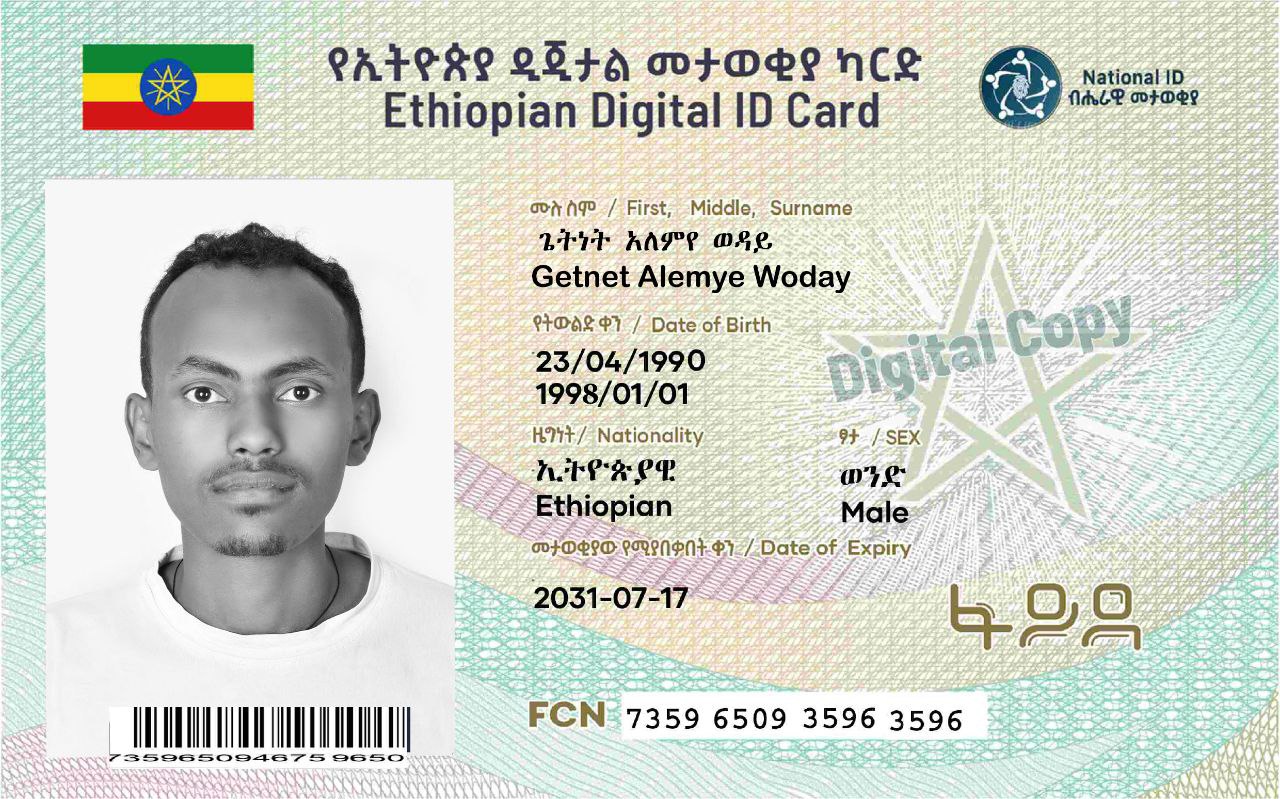 የኢትዮጵያ ዲጂታል መታወቂያ ካርድ
Ethiopian Digital ID Card
National ID
ብሔራዊ መታወቂያ
ሙሉ ስም / First, Middle, Surname
ጌትነት አለምየ ወዳይ
Getnet Alemye Woday
የትውልድ ቀን / Date of Birth
23/04/1990
1998/01/01
Digital Copy
ዜግነት / Nationality
ኢትዮጵያዊ
Ethiopian
ፆታ / SEX
ወንድ
Male
መታወቂያው የሚያበቃበት ቀን / Date of Expiry
2031-07-17
ፋይዳ
FCN 7359 6509 3596 3596
735965094675 9650